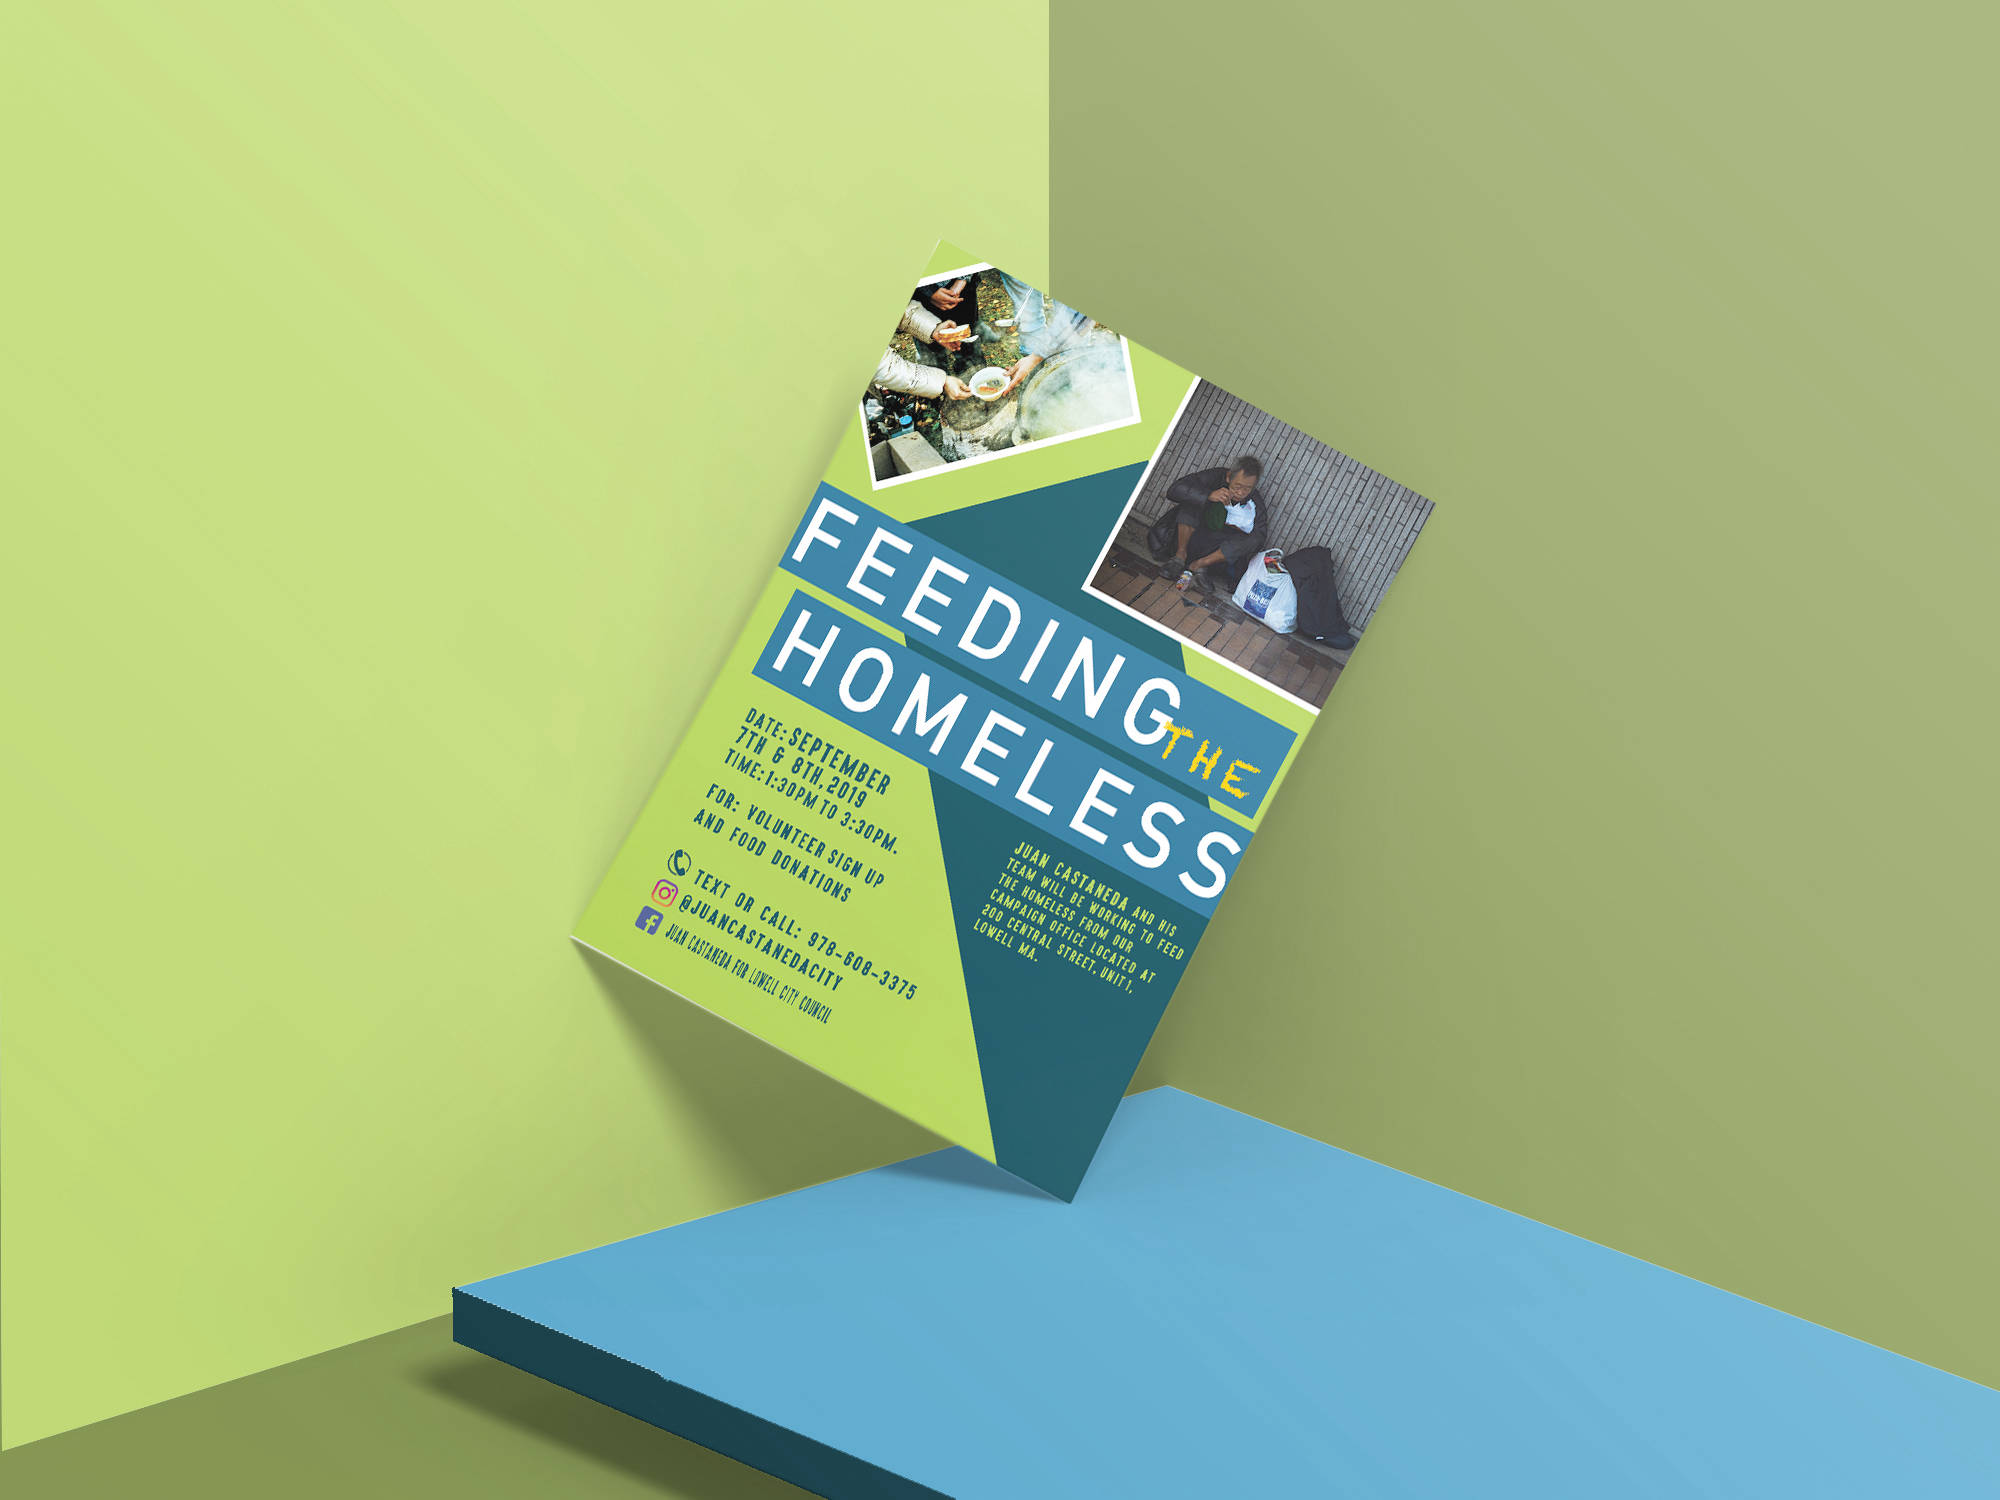 FEEDING
THE
HOMELESS
DATE: SEPTEMBER
7TH & 8TH, 2019
TIME: 1:30PM TO 3:30PM.
FOR: VOLUNTEER SIGN UP
AND FOOD DONATIONS
TEXT OR CALL: 978-608-3375
@JUANCASTANEDACITY
JUAN CASTANEDA FOR LOWELL CITY COUNCIL
JUAN CASTANEDA AND HIS
TEAM WILL BE WORKING TO FEED
THE HOMELESS FROM OUR
CAMPAIGN OFFICE LOCATED AT
200 CENTRAL STREET, UNIT 1,
LOWELL MA.